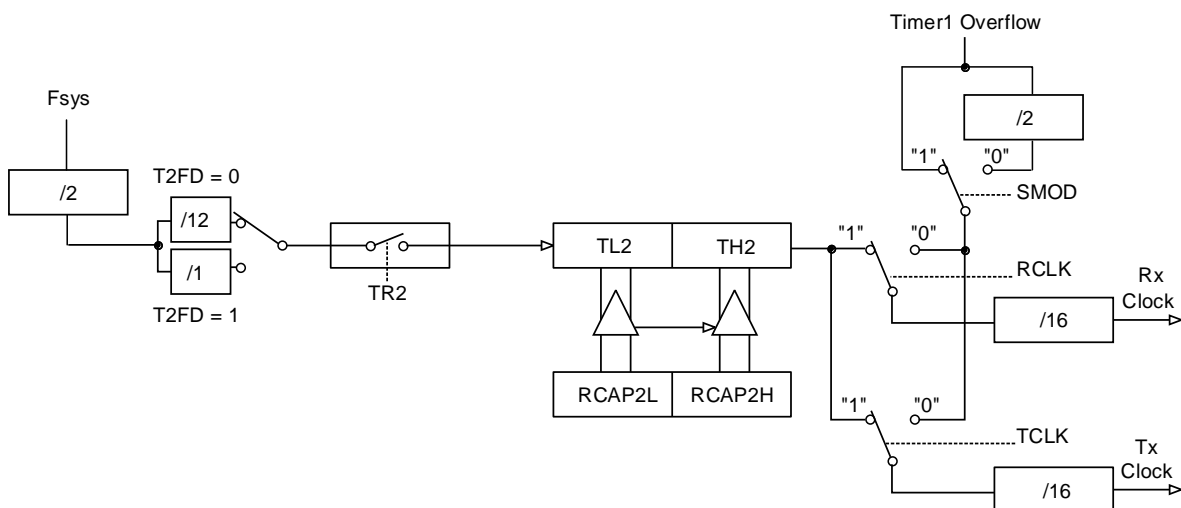 Timer1 Overflow
Fsys
/2
/2
T2FD = 0
"1"
"0"
/12
SMOD
TL2
TH2
"1"
"0"
/1
TR2
RCLK
Rx
Clock
T2FD = 1
/16
RCAP2L
RCAP2H
"1"
"0"
TCLK
Tx
Clock
/16